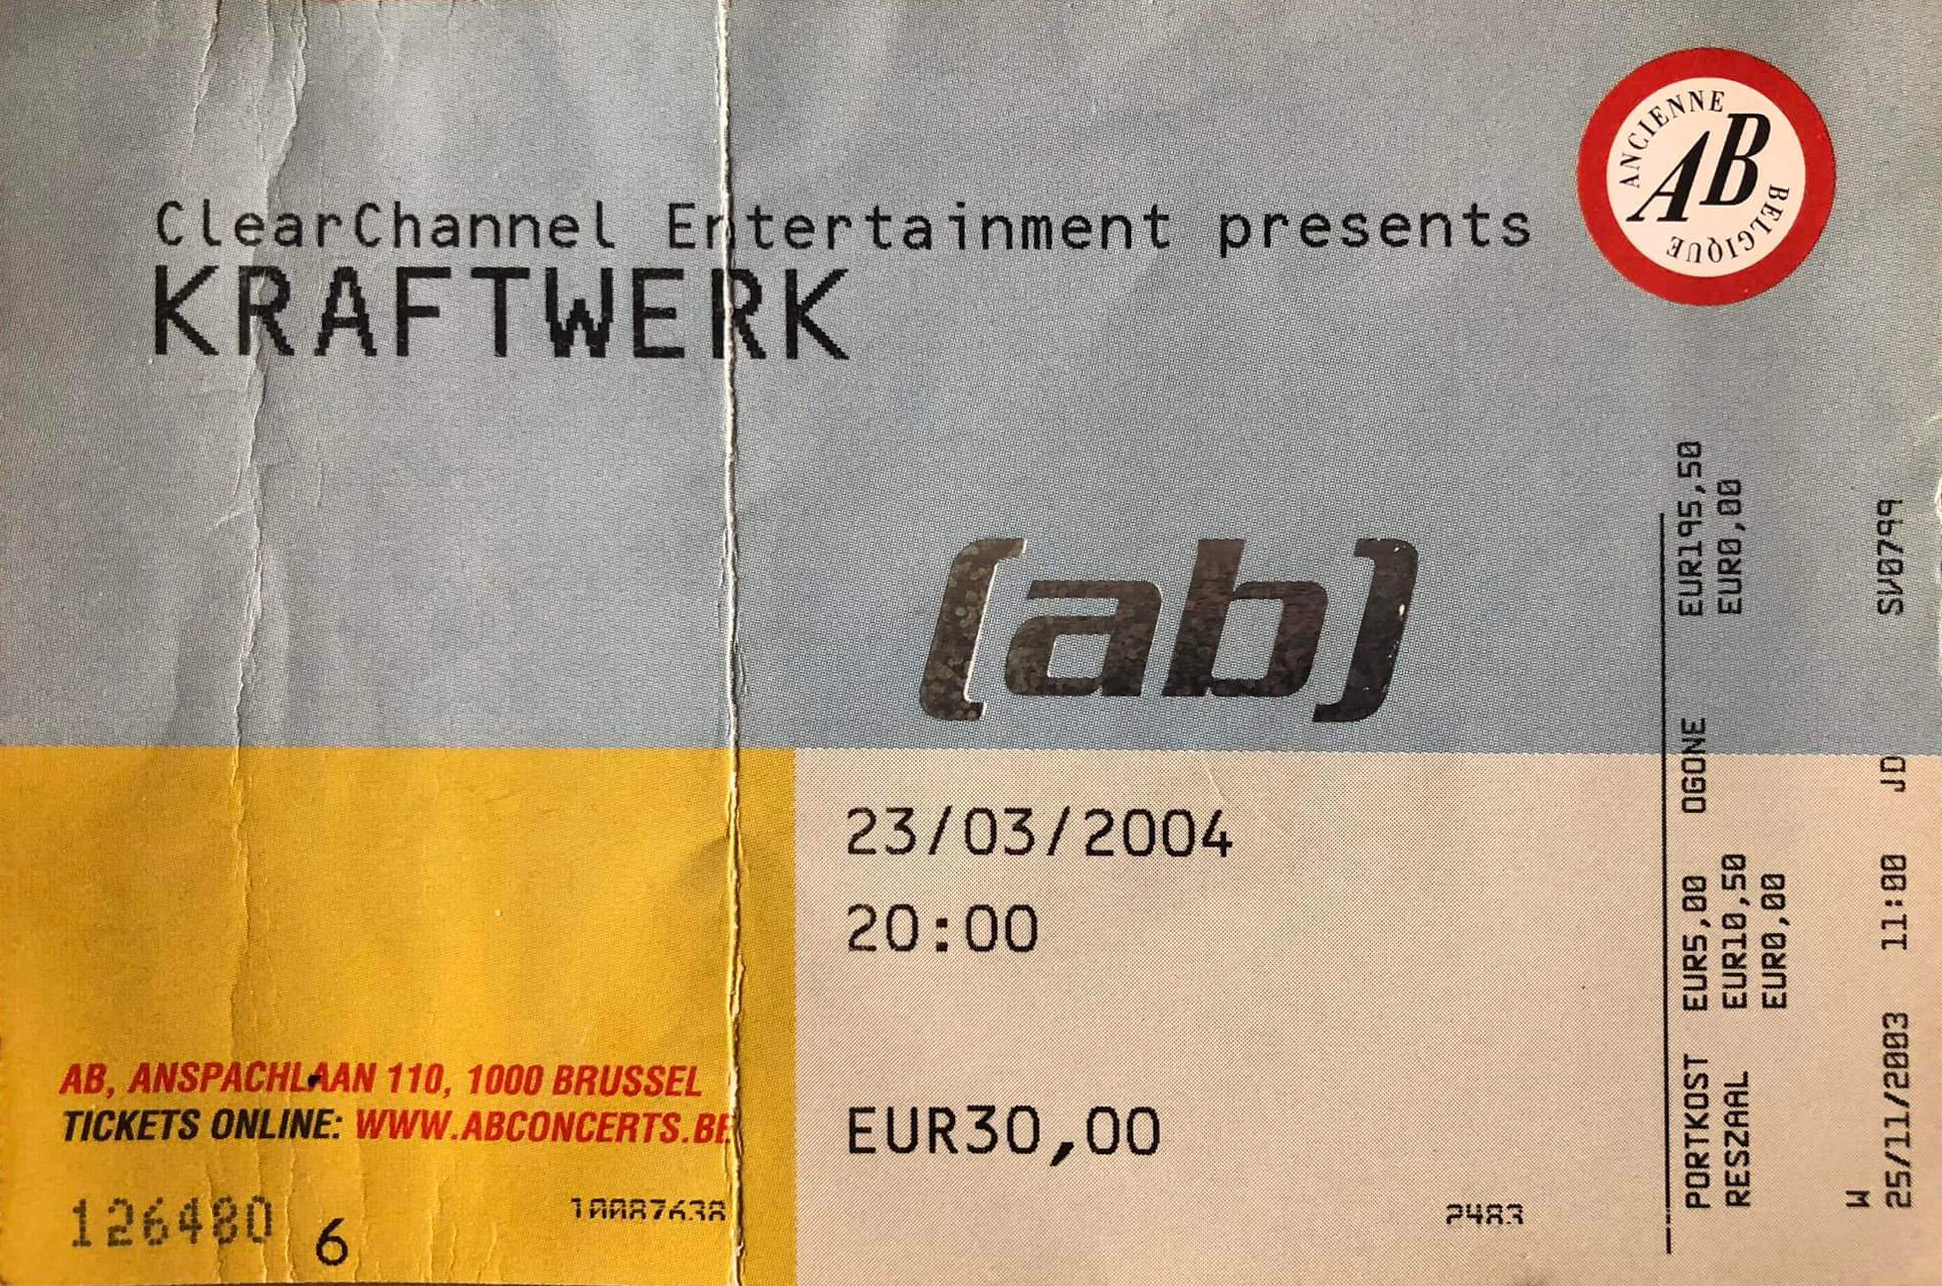 ClearChannel Entertainment presents
KRAFTWERK
ANCIENNE BELGIQUE
AB
(ab)
23/03/2004
20:00
EUR30,00
AB, ANSPACHLAAN 110, 1000 BRUSSEL
TICKETS ONLINE: WWW.ABCONCERTS.BE
126480 6
10087638
2483
PORTKOST EUR5,00 OGONE EUR195,50
RESZAAL EUR10,50 EUR0,00
EUR0,00
W
25/11/2003 11:00 JD SV0799